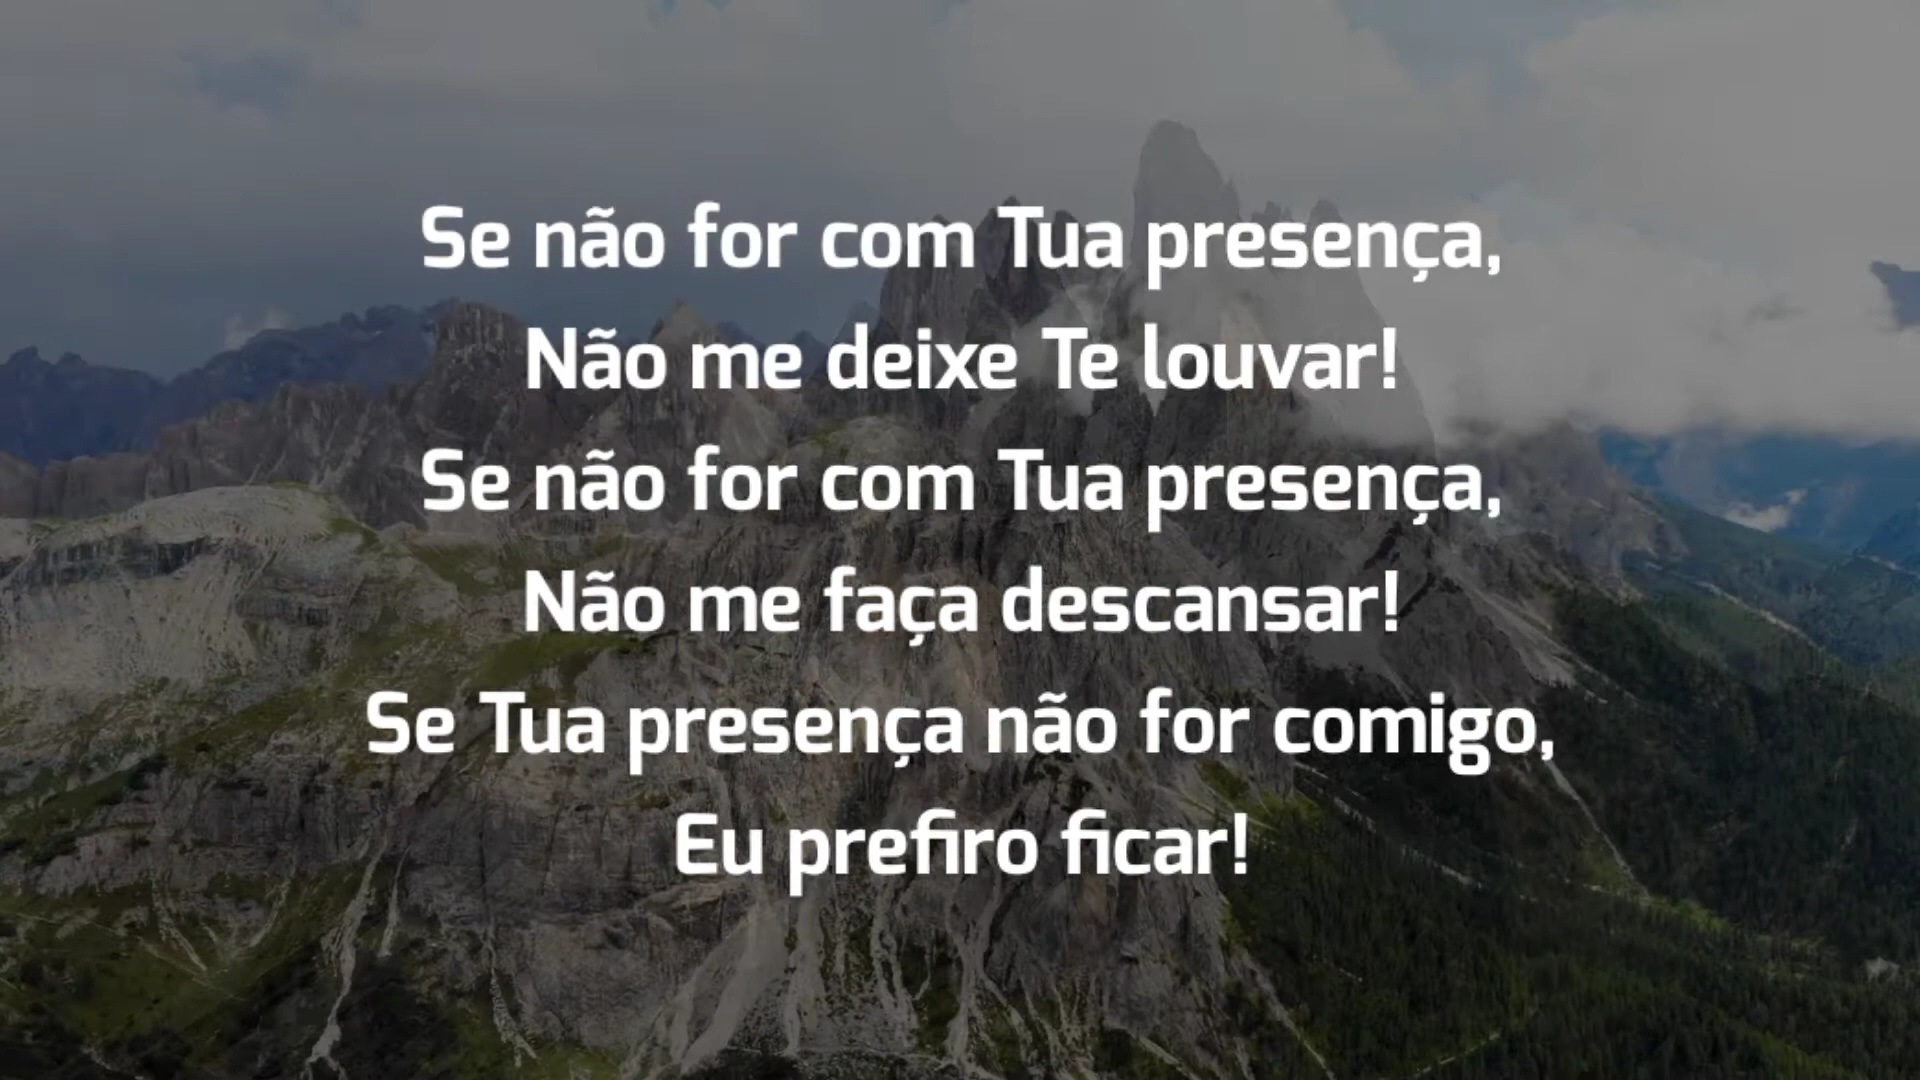 Se não for com Tua presença,
Não me deixe Te louvar!
Se não for com Tua presença,
Não me faça descansar!
Se Tua presença não for comigo,
Eu prefiro ficar!